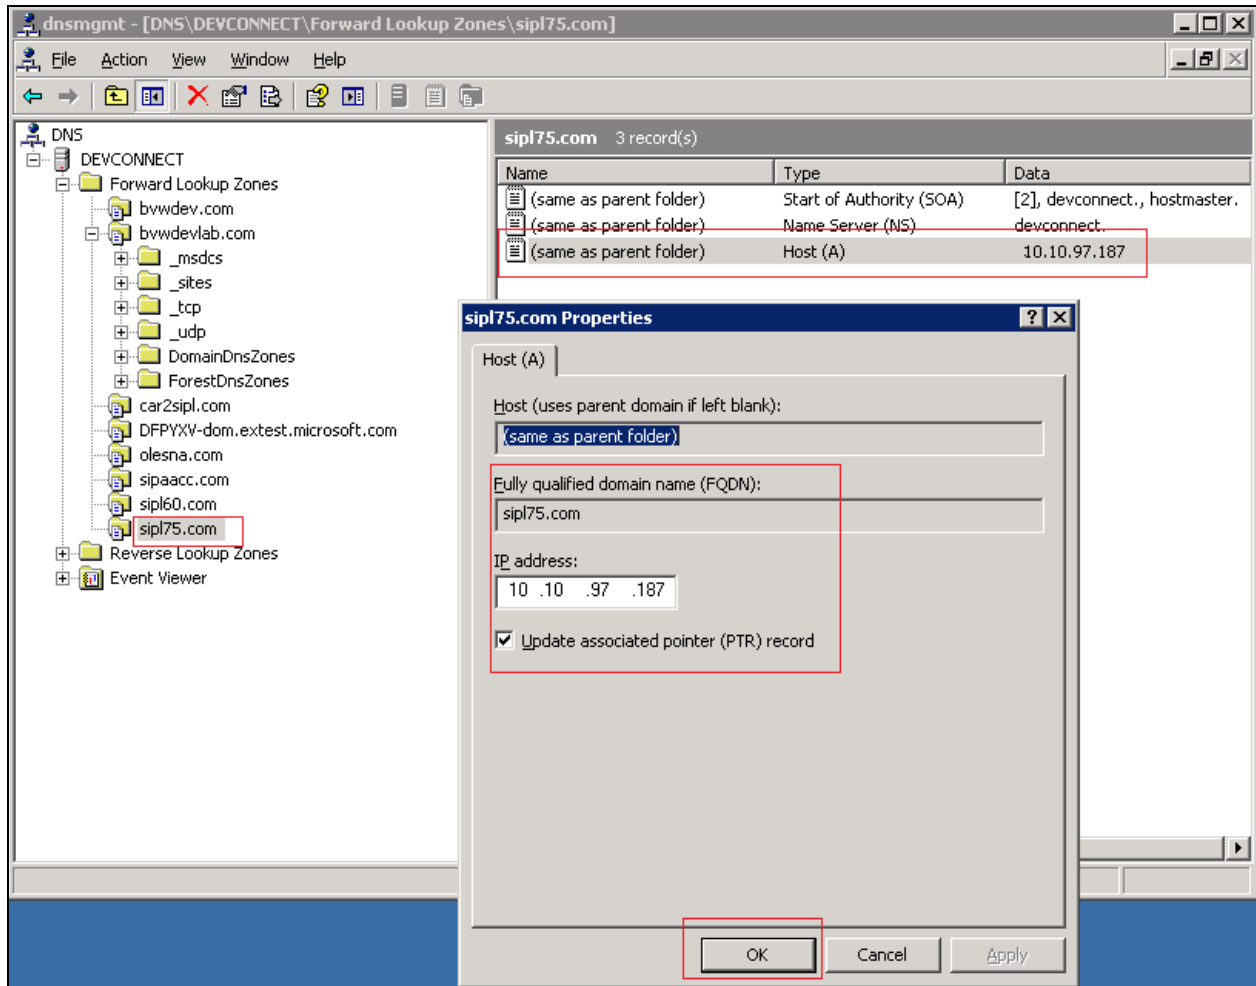 dnsmgmt - [DNS\DEVCONNECT\Forward Lookup Zones\sipl75.com]
File Action View Window Help
DNS
DEVCONNECT
Forward Lookup Zones
bvwdev.com
bvwdevlab.com
_msdcs
_sites
_tcp
_udp
DomainDnsZones
ForestDnsZones
car2sipl.com
DFPYXV-dom.extest.microsoft.com
olesna.com
sipaacc.com
sipl60.com
sipl75.com
Reverse Lookup Zones
Event Viewer
sipl75.com 3 record(s)
Name Type Data
(same as parent folder) Start of Authority (SOA) [2], devconnect., hostmaster.
(same as parent folder) Name Server (NS) devconnect.
(same as parent folder) Host (A) 10.10.97.187
sipl75.com Properties
Host (A)
Host (uses parent domain if left blank):
(same as parent folder)
Fully qualified domain name (FQDN):
sipl75.com
IP address:
10 .10 .97 .187
Update associated pointer (PTR) record
OK Cancel Apply